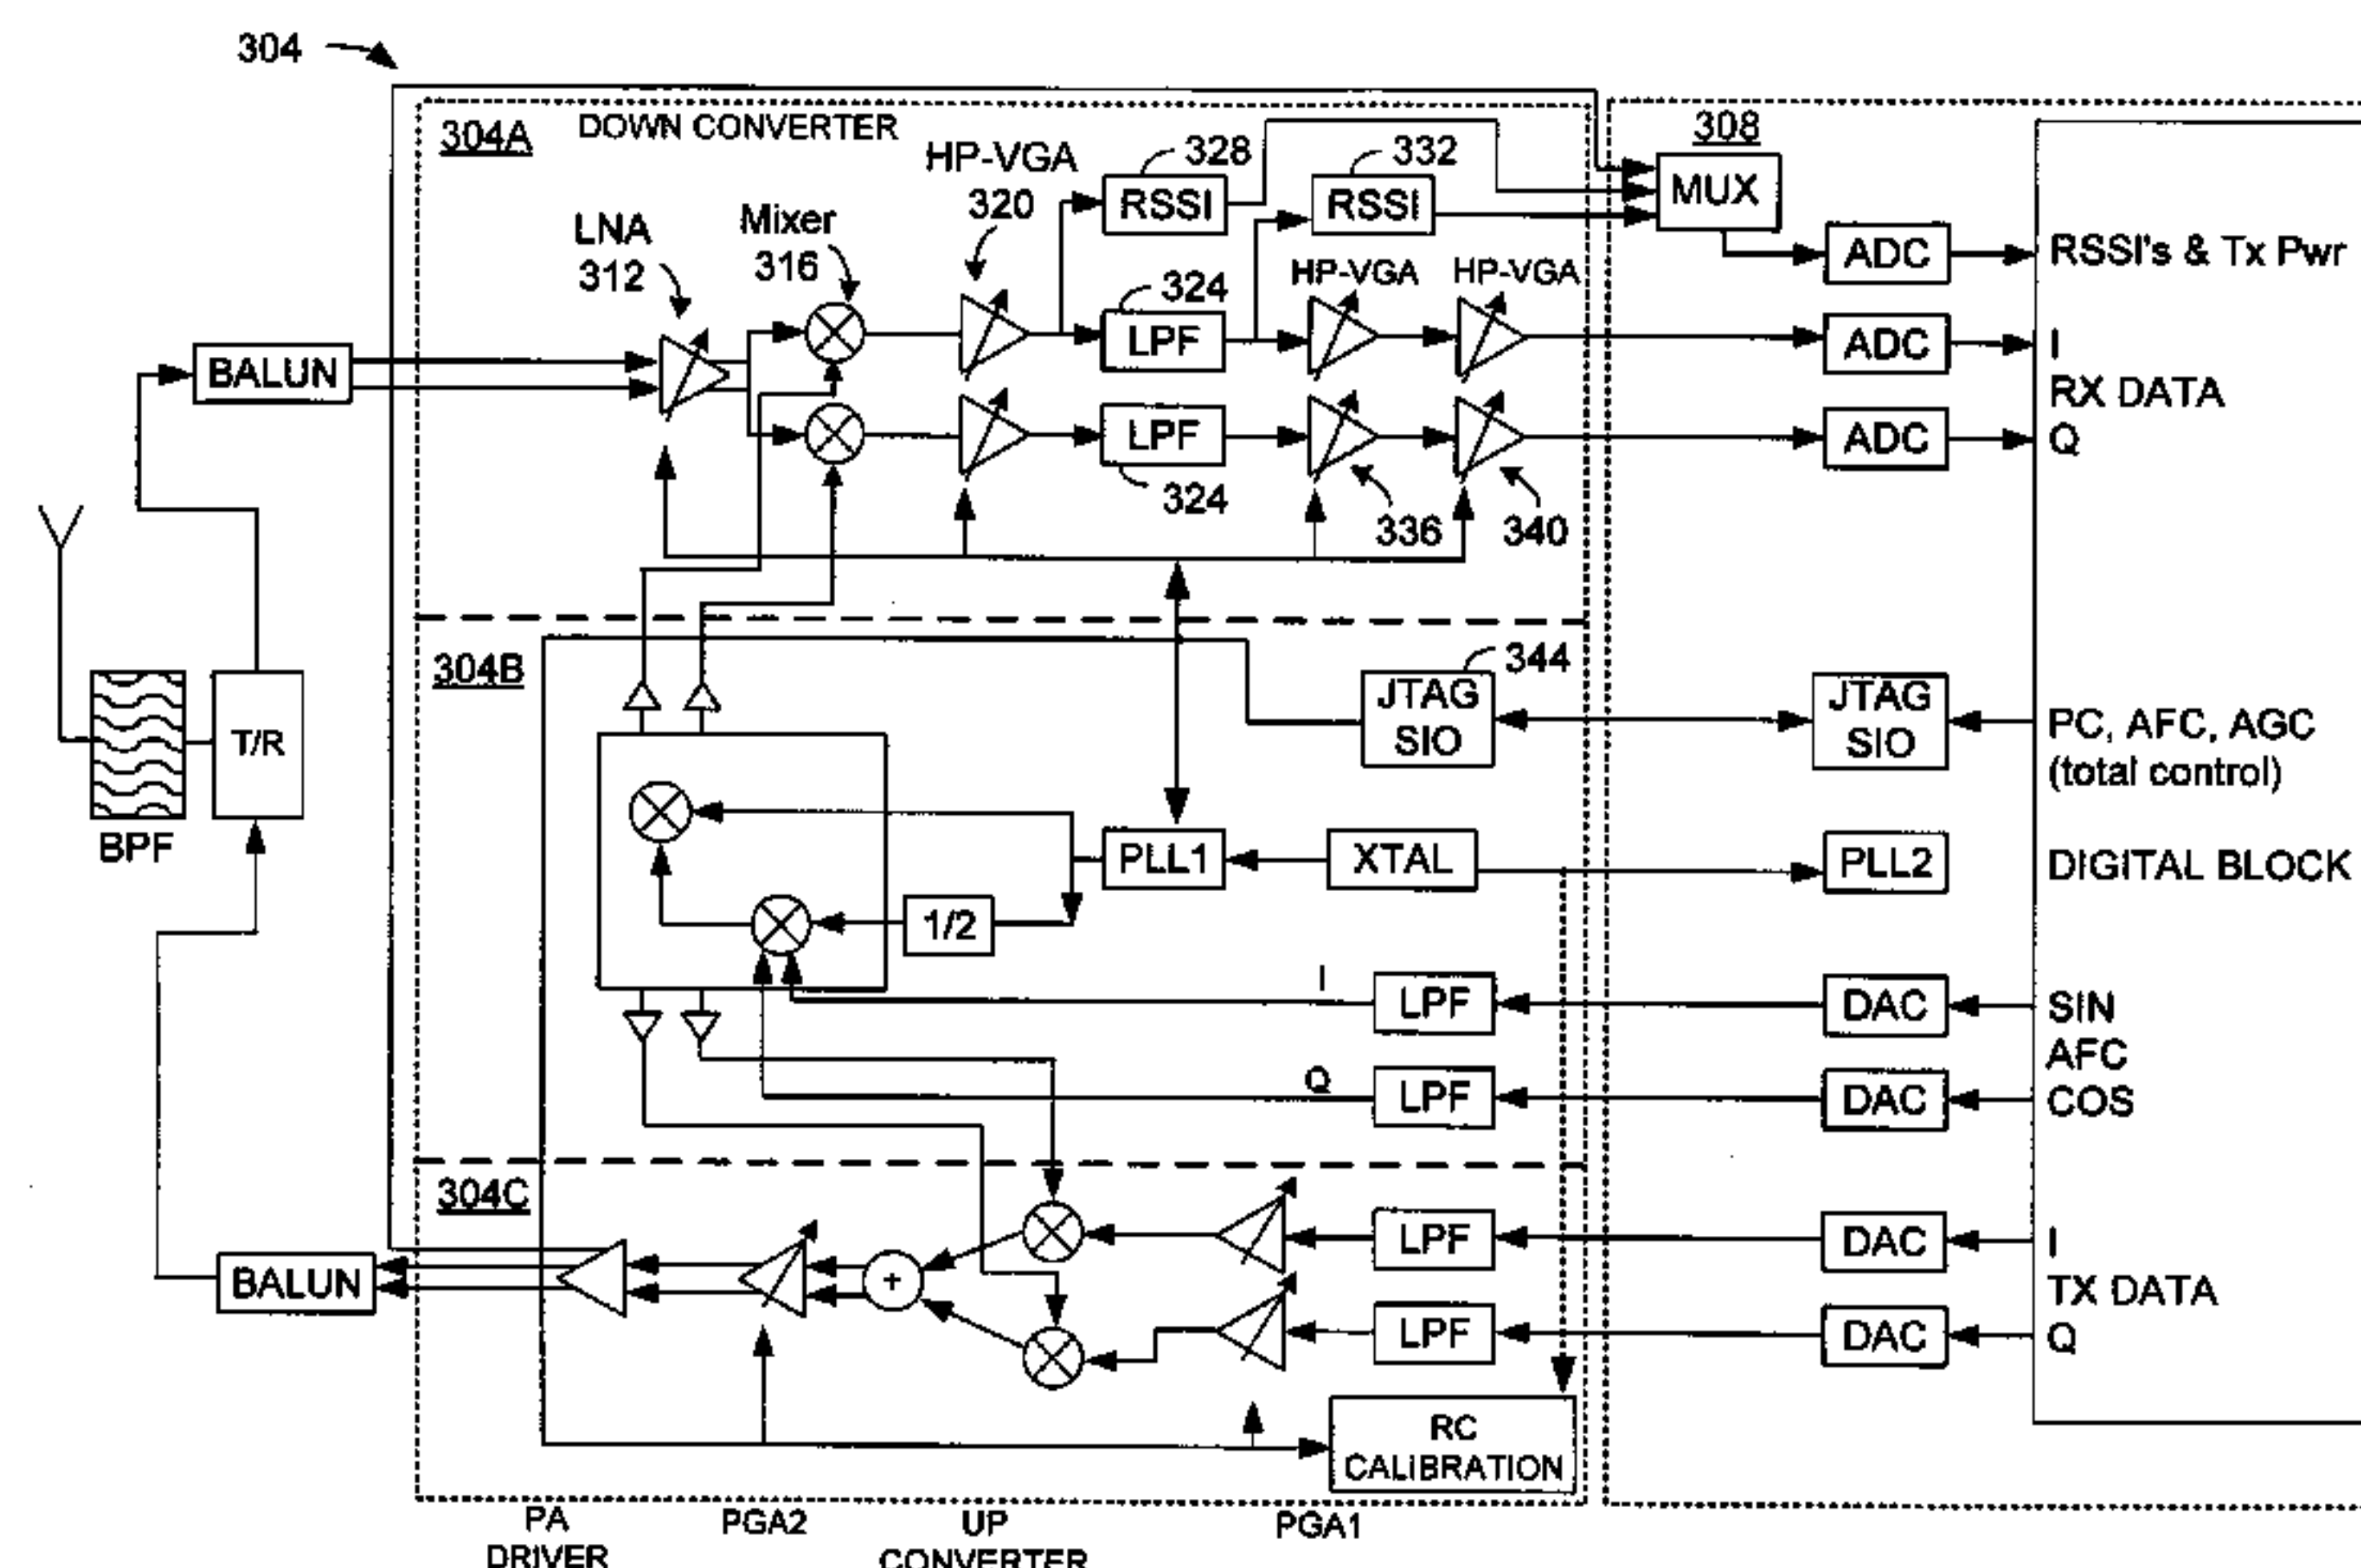 304
304A
DOWN CONVERTER
308
HP-VGA
320
328
RSSI
332
RSSI
MUX
LNA
312
Mixer
316
ADC
RSSI's & Tx Pwr
324
LPF
HP-VGA
HP-VGA
ADC
I
BALUN
RX DATA
LPF
324
ADC
Q
336
340
304B
344
JTAG
SIO
JTAG
SIO
PC, AFC, AGC
(total control)
T/R
BPF
PLL1
XTAL
PLL2
DIGITAL BLOCK
1/2
I
LPF
DAC
SIN
AFC
Q
LPF
DAC
COS
304C
LPF
DAC
I
BALUN
+
TX DATA
LPF
DAC
Q
RC
CALIBRATION
PA
DRIVER
PGA2
UP
CONVERTER
PGA1